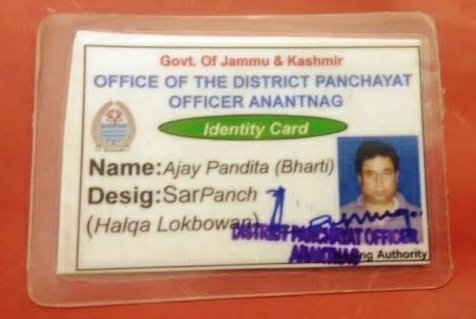 Govt. Of Jammu & Kashmir
OFFICE OF THE DISTRICT PANCHAYAT
OFFICER ANANTNAG
Identity Card
Name:Ajay Pandita (Bharti)
Desig:SarPanch
(Halqa Lokbowan)
DISTRICT PANCHAYAT OFFICER
ANANTNAG
Authority